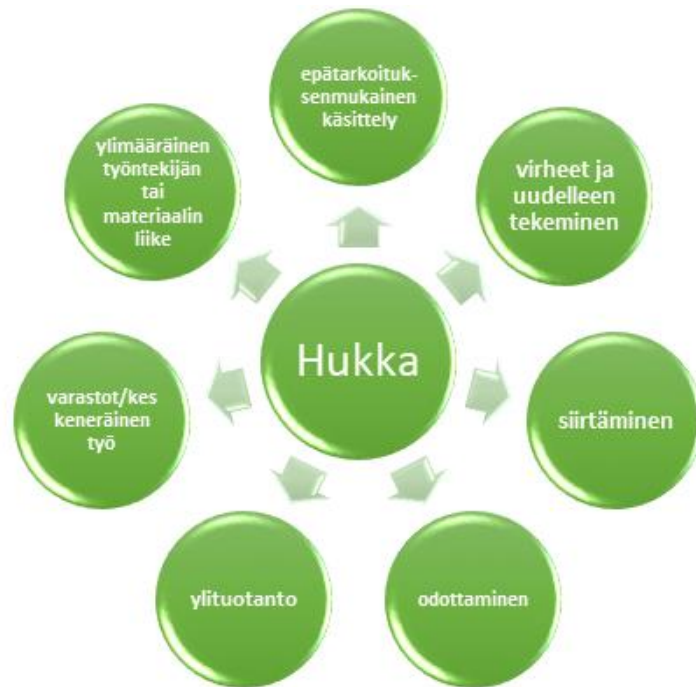 epätarkoituk-
senmukainen
käsittely
virheet ja
uudelleen
tekeminen
siirtäminen
odottaminen
ylituotanto
varastot/kes
keneräinen
työ
ylimääräinen
työntekijän
tai
materiaalin
liike
Hukka